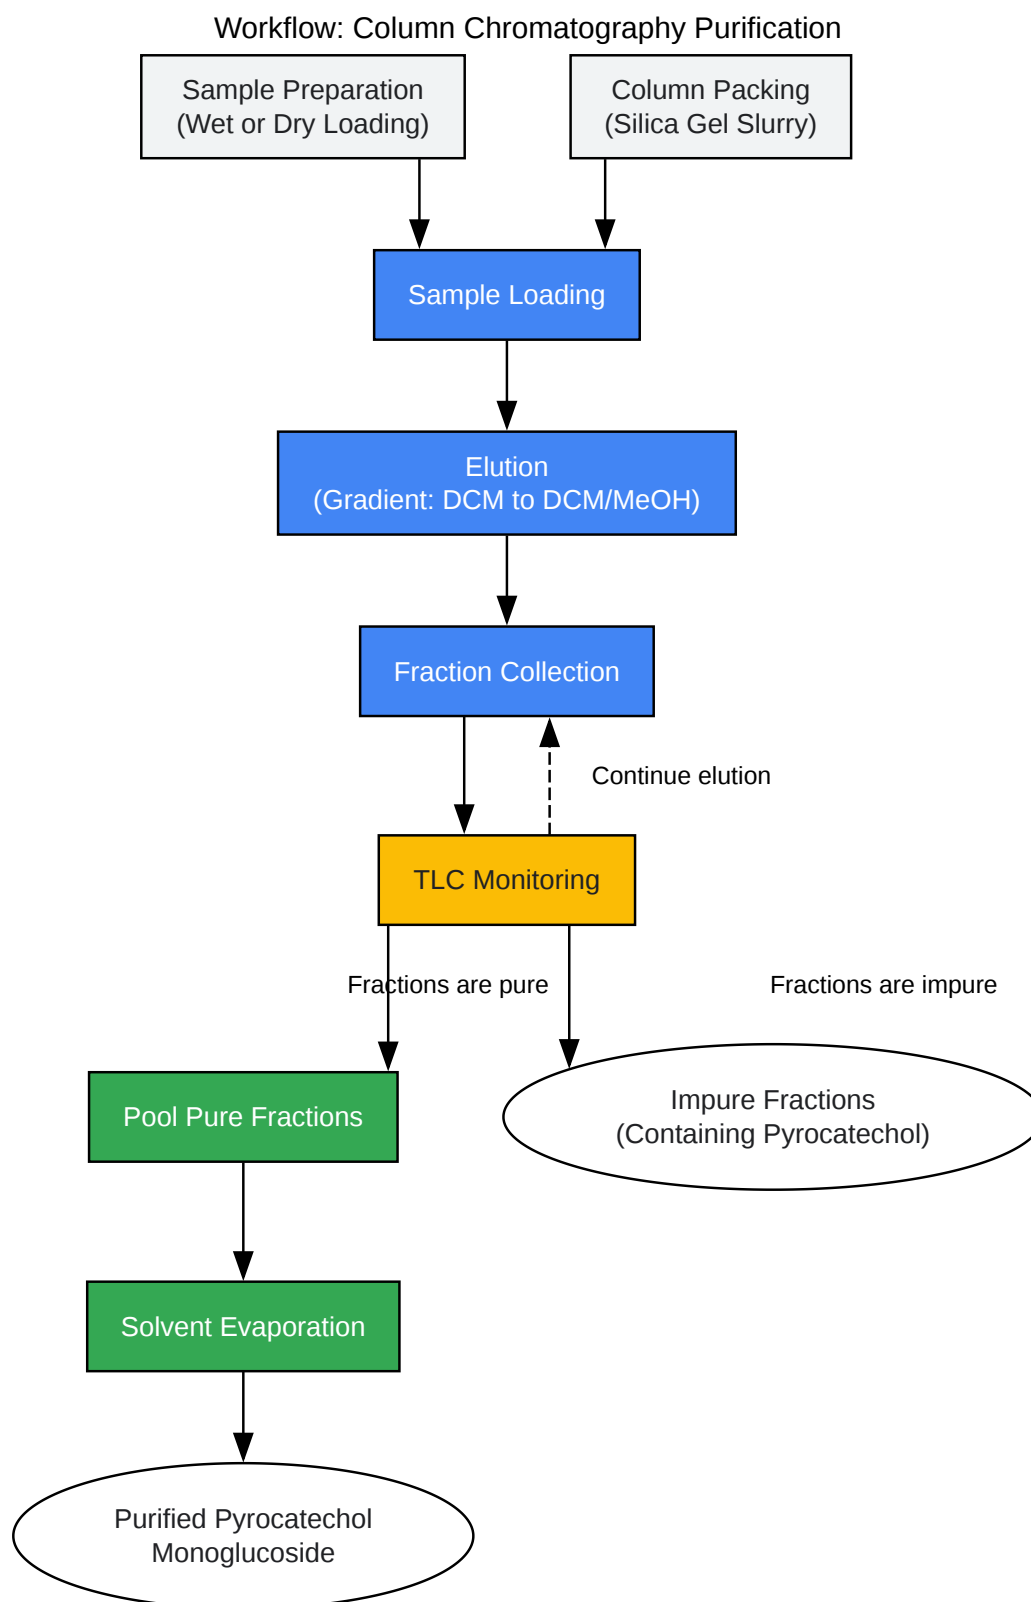 Workflow: Column Chromatography Purification
Sample Preparation
(Wet or Dry Loading)
Column Packing
(Silica Gel Slurry)
Sample Loading
Elution
(Gradient: DCM to DCM/MeOH)
Fraction Collection
Continue elution
TLC Monitoring
Fractions are pure
Fractions are impure
Pool Pure Fractions
Impure Fractions
(Containing Pyrocatechol)
Solvent Evaporation
Purified Pyrocatechol
Monoglucoside